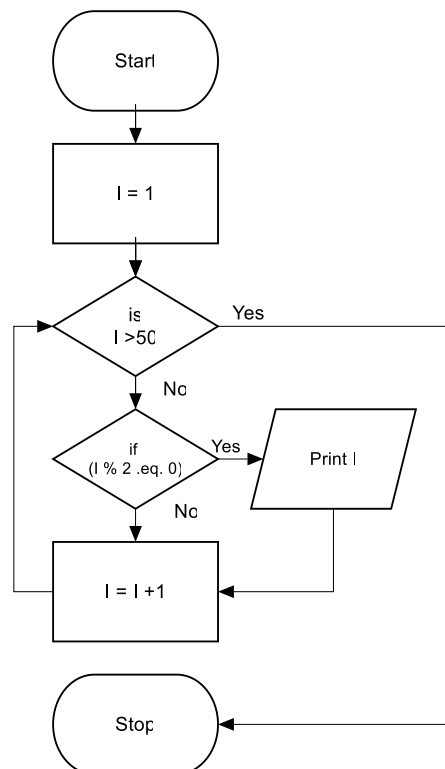 Start
I = 1
is
I >50
Yes
No
if
(I % 2 .eq. 0)
Yes
Print I
No
I = I +1
Stop